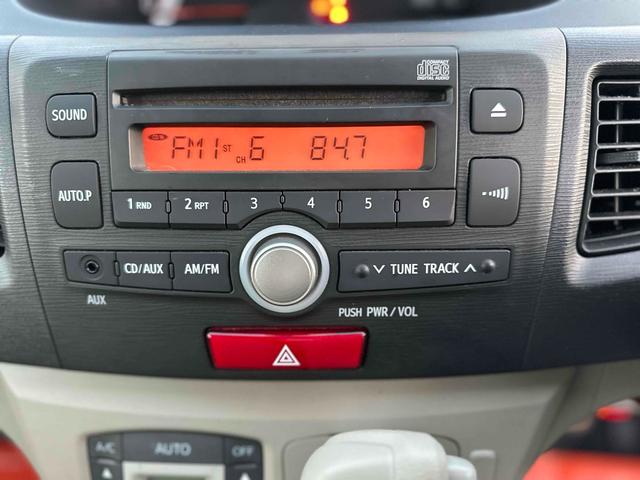 COMPACT
disc
DIGITAL AUDIO
SOUND
FM1 ST CH 6 84.7
AUTO.P
1 RND 2 RPT 3 4 5 6
CD/AUX AM/FM TUNE TRACK
AUX
PUSH PWR/VOL
A/C AUTO OFF